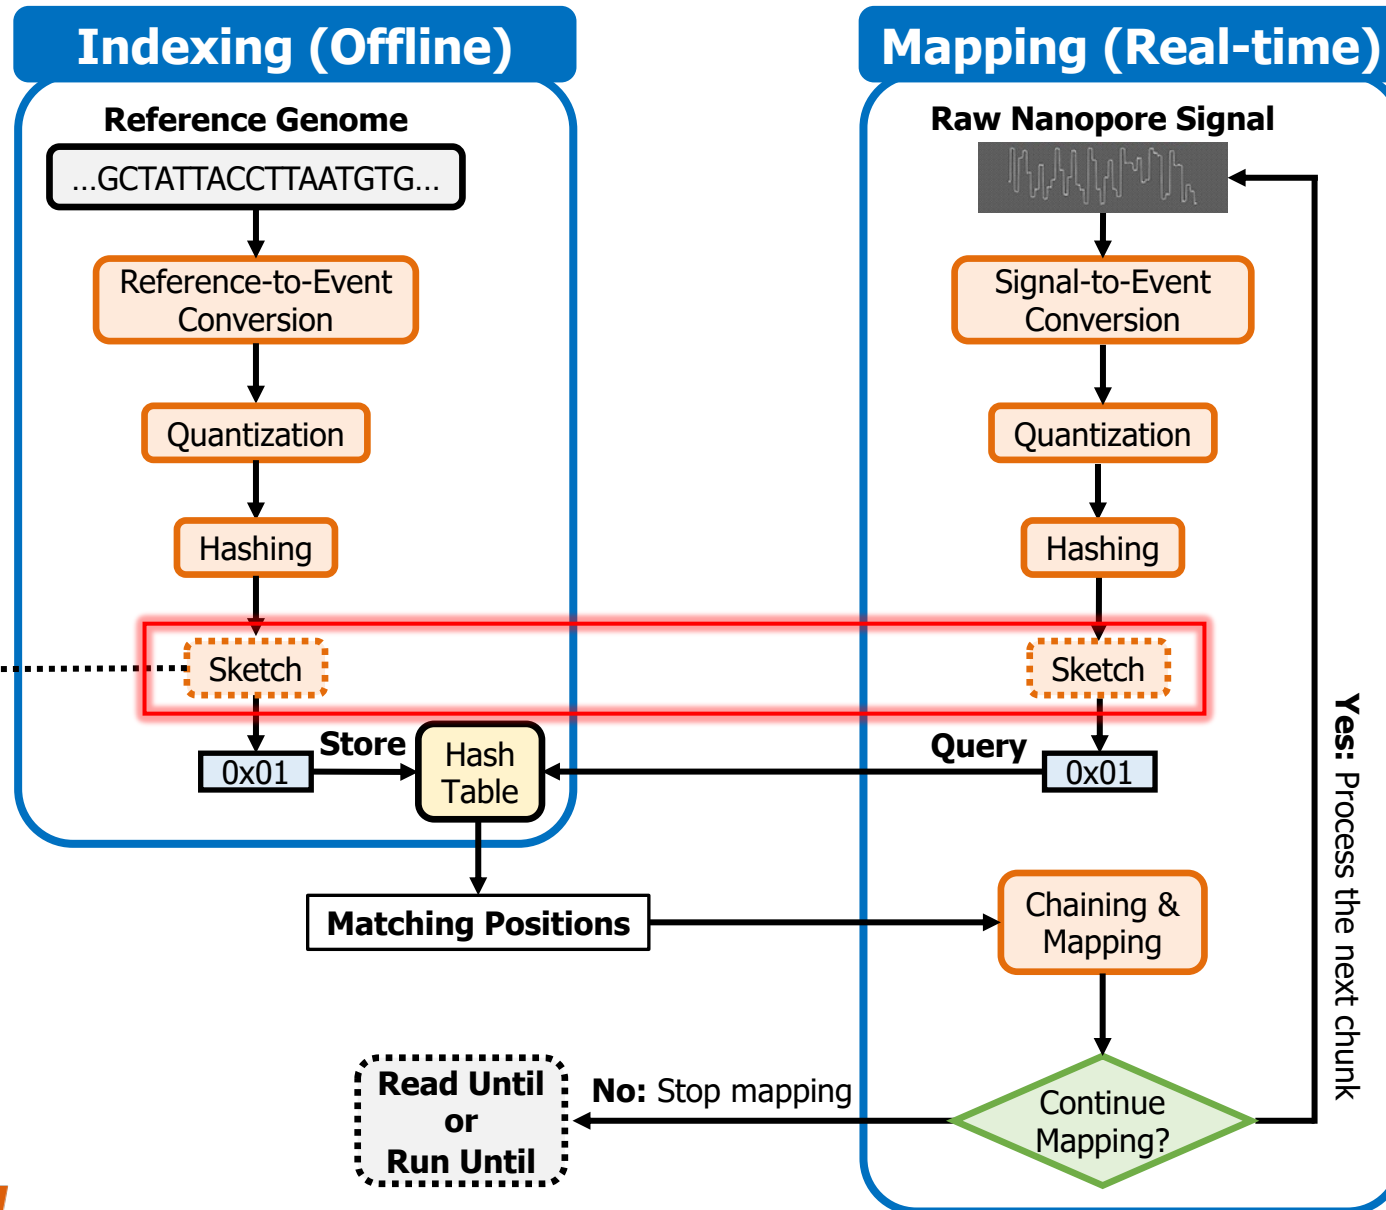 Indexing (Offline)
Reference Genome
...GCTATTACCTTAATGTG...
Reference-to-Event
Conversion
Quantization
Hashing
Sketch
0x01
Store
Hash
Table
Matching Positions
Mapping (Real-time)
Raw Nanopore Signal
Signal-to-Event
Conversion
Quantization
Hashing
Sketch
0x01
Query
Chaining &
Mapping
Continue
Mapping?
Yes: Process the next chunk
No: Stop mapping
Read Until
or
Run Until